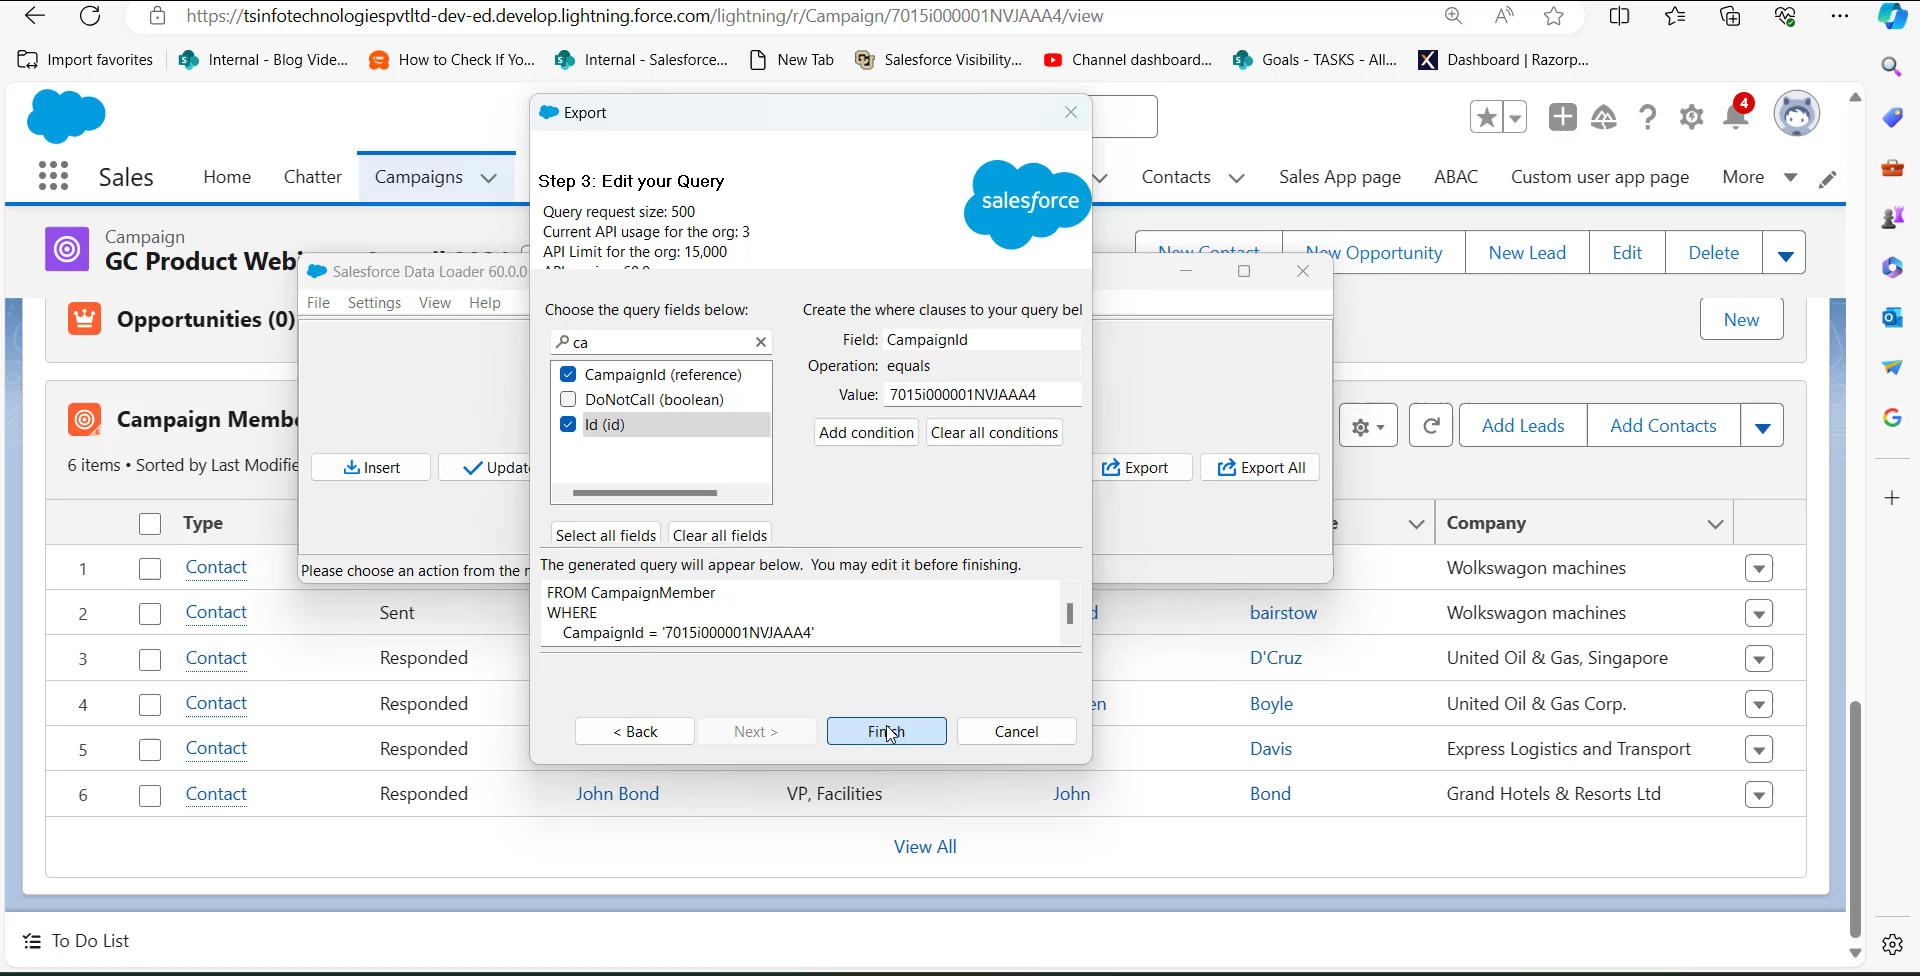 https://tsinfotechnologiespvtltd-dev-ed.develop.lightning.force.com/lightning/r/Campaign/7015i000001NVJAAA4/view
Import favorites
Internal - Blog Vide...
How to Check If Yo...
Internal - Salesforce...
New Tab
Salesforce Visibility...
Channel dashboard...
Goals - TASKS - All...
Dashboard | Razorp...
4
Sales
Home
Chatter
Campaigns
Contacts
Sales App page
ABAC
Custom user app page
More
Campaign
GC Product Webi
New Contact
New Opportunity
New Lead
Edit
Delete
Opportunities (0)
New
Campaign Membe
6 items • Sorted by Last Modifie
Add Leads
Add Contacts
Type
Company
1
Contact
Wolkswagon machines
2
Contact
Sent
bairstow
Wolkswagon machines
3
Contact
Responded
D'Cruz
United Oil & Gas, Singapore
4
Contact
Responded
en
Boyle
United Oil & Gas Corp.
5
Contact
Responded
Davis
Express Logistics and Transport
6
Contact
Responded
John Bond
VP, Facilities
John
Bond
Grand Hotels & Resorts Ltd
View All
To Do List
Salesforce Data Loader 60.0.0
File
Settings
View
Help
Insert
Update
Export
Export All
Please choose an action from the
Export
Step 3: Edit your Query
Query request size: 500
Current API usage for the org: 3
API Limit for the org: 15,000
salesforce
Choose the query fields below:
ca
CampaignId (reference)
DoNotCall (boolean)
Id (id)
Select all fields
Clear all fields
Create the where clauses to your query bel
Field: CampaignId
Operation: equals
Value: 7015i000001NVJAAA4
Add condition
Clear all conditions
The generated query will appear below. You may edit it before finishing.
FROM CampaignMember
WHERE
CampaignId = '7015i000001NVJAAA4'
< Back
Next >
Finish
Cancel